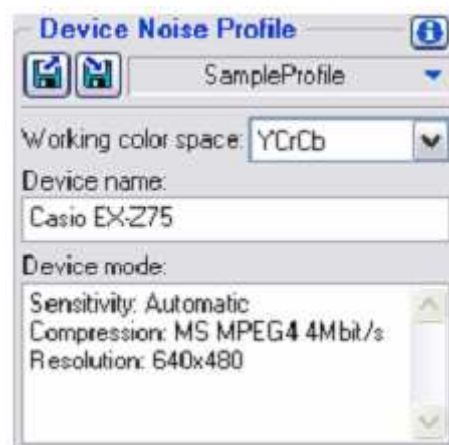 Device Noise Profile
SampleProfile
Working color space: YCrCb
Device name:
Casio EX-Z75
Device mode:
Sensitivity: Automatic
Compression: MS MPEG4 4Mbit/s
Resolution: 640x480